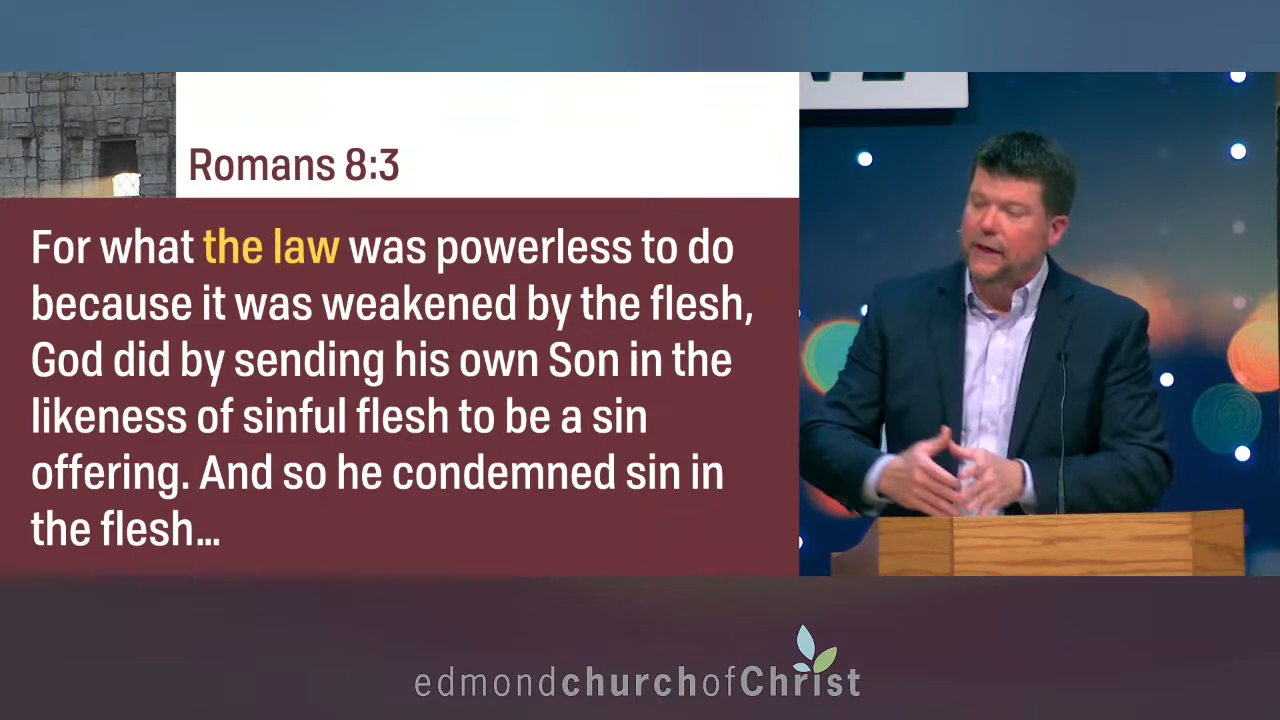 Romans 8:3
For what the law was powerless to do
because it was weakened by the flesh,
God did by sending his own Son in the
likeness of sinful flesh to be a sin
offering. And so he condemned sin in
the flesh...
edmondchurchofChrist